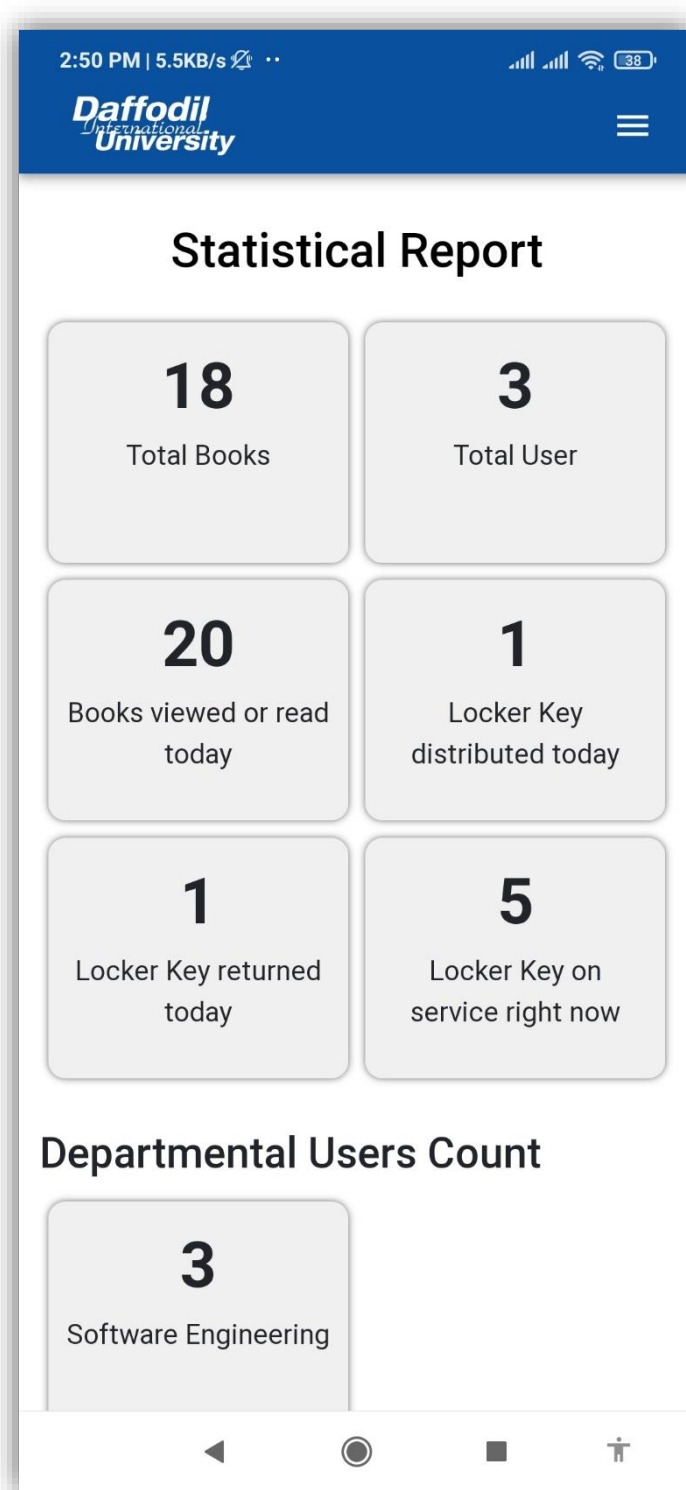 2:50 PM | 5.5KB/s
38
Daffodil
International
University
Statistical Report
18
Total Books
3
Total User
20
Books viewed or read
today
1
Locker Key
distributed today
1
Locker Key returned
today
5
Locker Key on
service right now
Departmental Users Count
3
Software Engineering